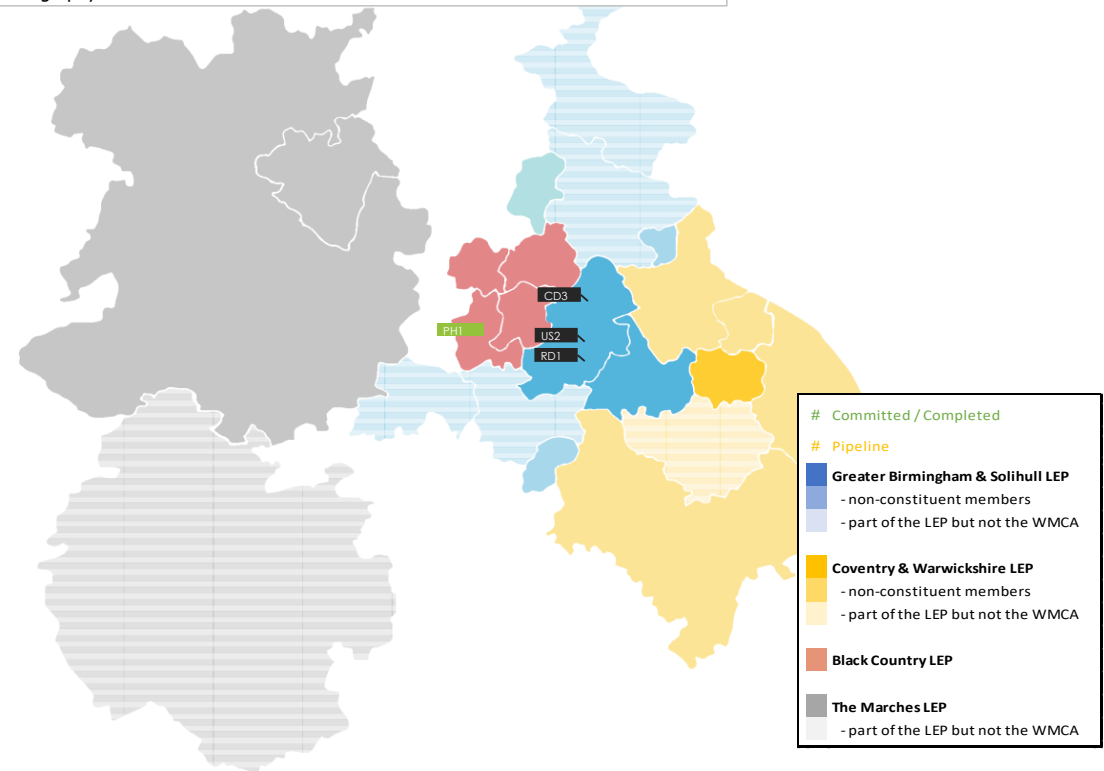 CD3
PH1
US2
RD1
# Committed / Completed
# Pipeline
Greater Birmingham & Solihull LEP
- non-constituent members
- part of the LEP but not the WMCA
Coventry & Warwickshire LEP
- non-constituent members
- part of the LEP but not the WMCA
Black Country LEP
The Marches LEP
- part of the LEP but not the WMCA